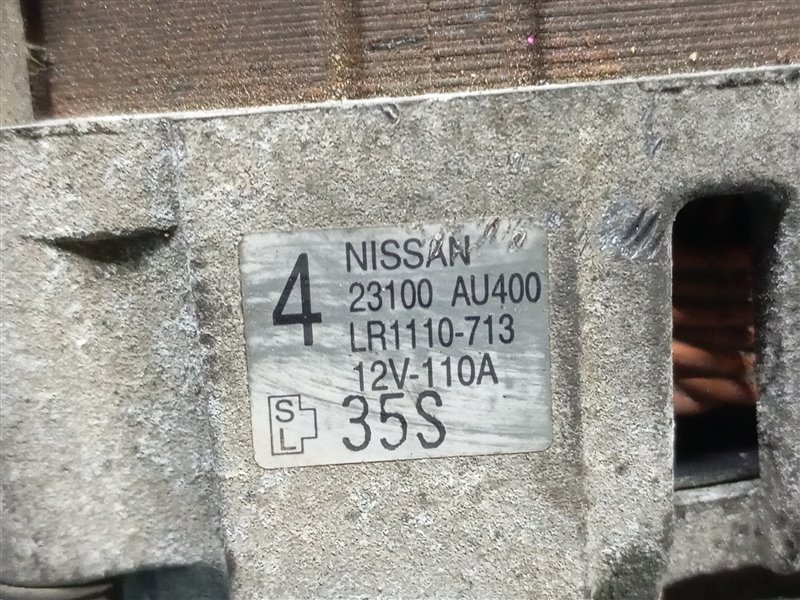 4
NISSAN
23100 AU400
LR1110-713
12V-110A
S
L
35S